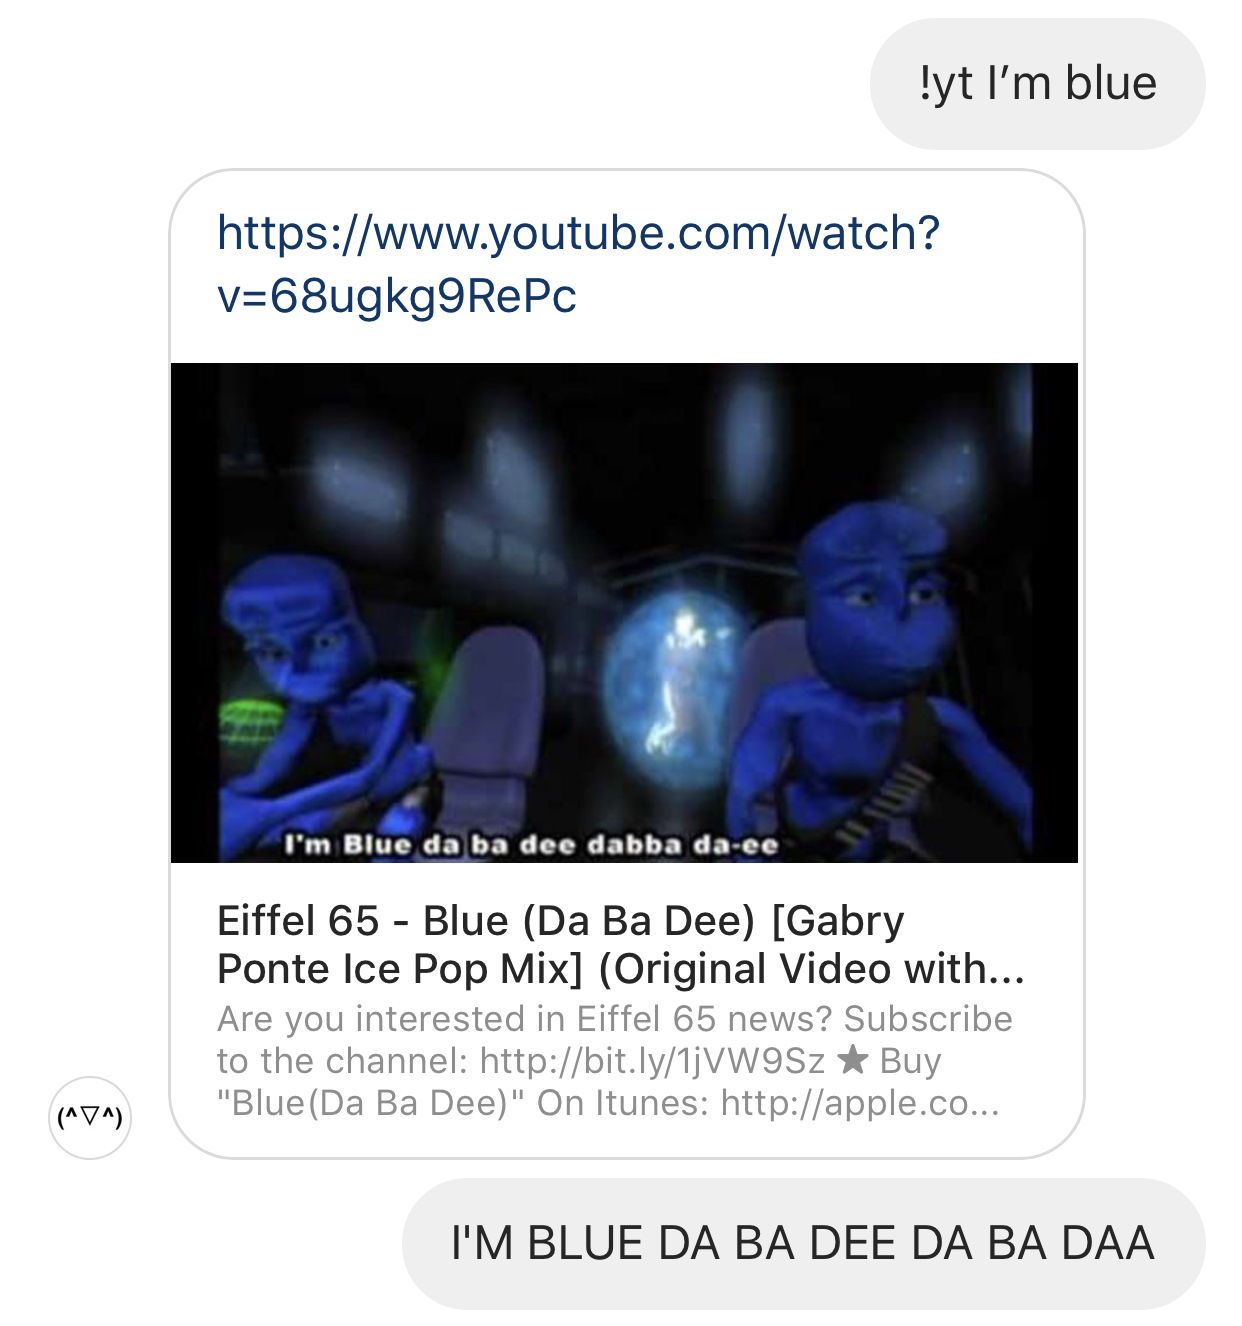 !yt I’m blue
https://www.youtube.com/watch?
v=68ugkg9RePc
I'm Blue da ba dee dabba da-ee
Eiffel 65 - Blue (Da Ba Dee) [Gabry
Ponte Ice Pop Mix] (Original Video with...
Are you interested in Eiffel 65 news? Subscribe
to the channel: http://bit.ly/1jVW9Sz ★ Buy
"Blue(Da Ba Dee)" On Itunes: http://apple.co...
(^▽^)
I'M BLUE DA BA DEE DA BA DAA